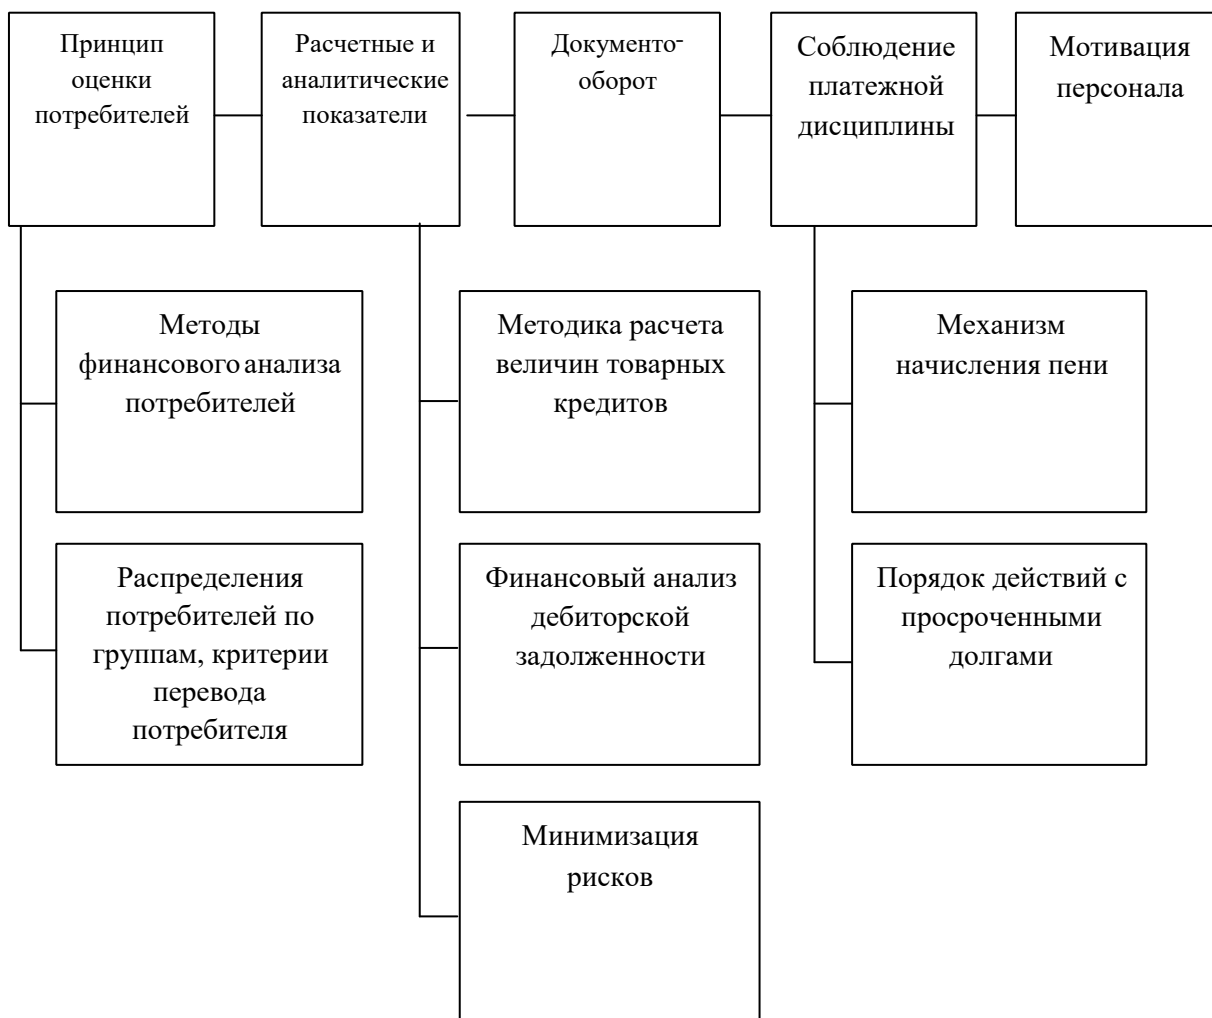 Принцип
оценки
потребителей
Расчетные и
аналитические
показатели
Документо-
оборот
Соблюдение
платежной
дисциплины
Мотивация
персонала
Методы
финансового анализа
потребителей
Методика расчета
величин товарных
кредитов
Механизм
начисления пени
Распределения
потребителей по
группам, критерии
перевода
потребителя
Финансовый анализ
дебиторской
задолженности
Порядок действий с
просроченными
долгами
Минимизация
рисков